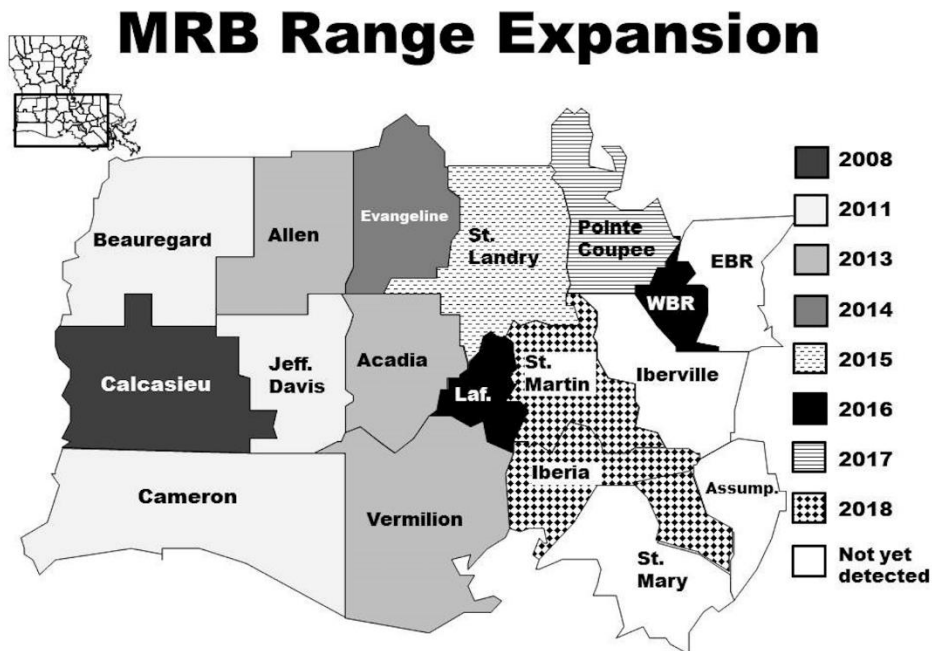 MRB Range Expansion
2008
2011
2013
2014
2015
2016
2017
2018
Not yet
detected
Beauregard
Allen
Evangeline
St.
Landry
Pointe
Coupee
EBR
WBR
Calcasieu
Jeff.
Davis
Acadia
Laf.
St.
Martin
Iberville
Cameron
Vermilion
Iberia
Assump.
St.
Mary